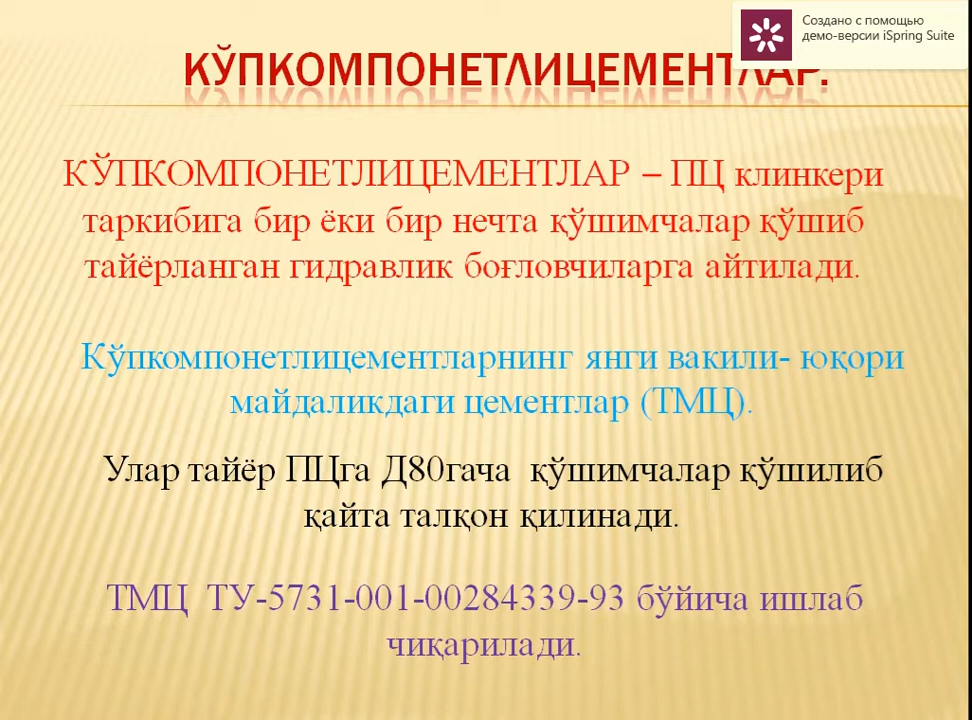 Создано с помощью
демо-версии iSpring Suite
КЎПКОМПОНЕТЛИЦЕМЕНТЛАР.
КЎПКОМПОНЕТЛИЦЕМЕНТЛАР – ПЦ клинкери
таркибига бир ёки бир нечта қўшимчалар қўшиб
тайёрланган гидравлик боғловчиларга айтилади.
Кўпкомпонетлицементларнинг янги вакили- юқори
майдаликдаги цементлар (ТМЦ).
Улар тайёр ПЦга Д80гача қўшимчалар қўшилиб
қайта талқон қилинади.
ТМЦ ТУ-5731-001-00284339-93 бўйича ишлаб
чиқарилади.